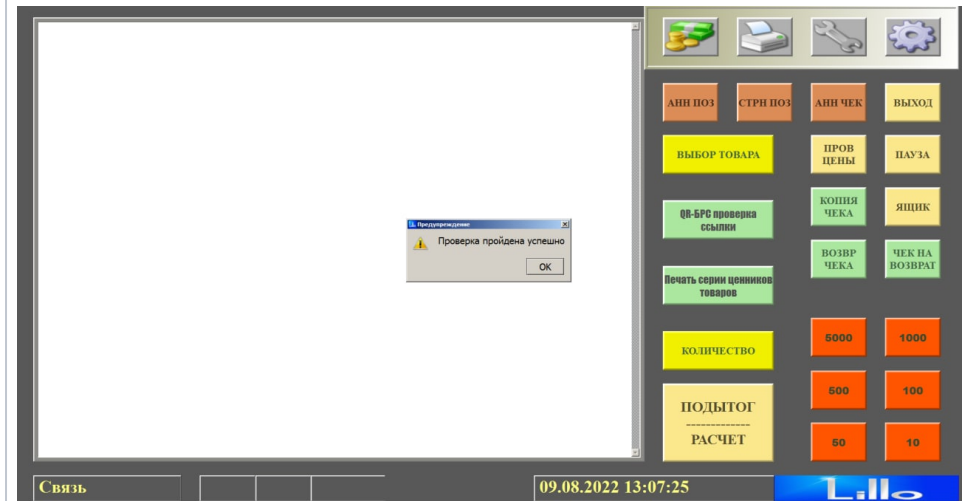 АНН ПОЗ
СТРН ПОЗ
АНН ЧЕК
ВЫХОД
ВЫБОР ТОВАРА
ПРОВ
ЦЕНЫ
ПАУЗА
QR-БРС проверка
ссылки
КОПИЯ
ЧЕКА
ЯЩИК
Предупреждение
Проверка пройдена успешно
OK
ВОЗВР
ЧЕКА
ЧЕК НА
ВОЗВРАТ
Печать серии ценников
товаров
КОЛИЧЕСТВО
5000
1000
ПОДЫТОГ
-------------
РАСЧЕТ
500
100
50
10
Связь
09.08.2022 13:07:25
Lillo